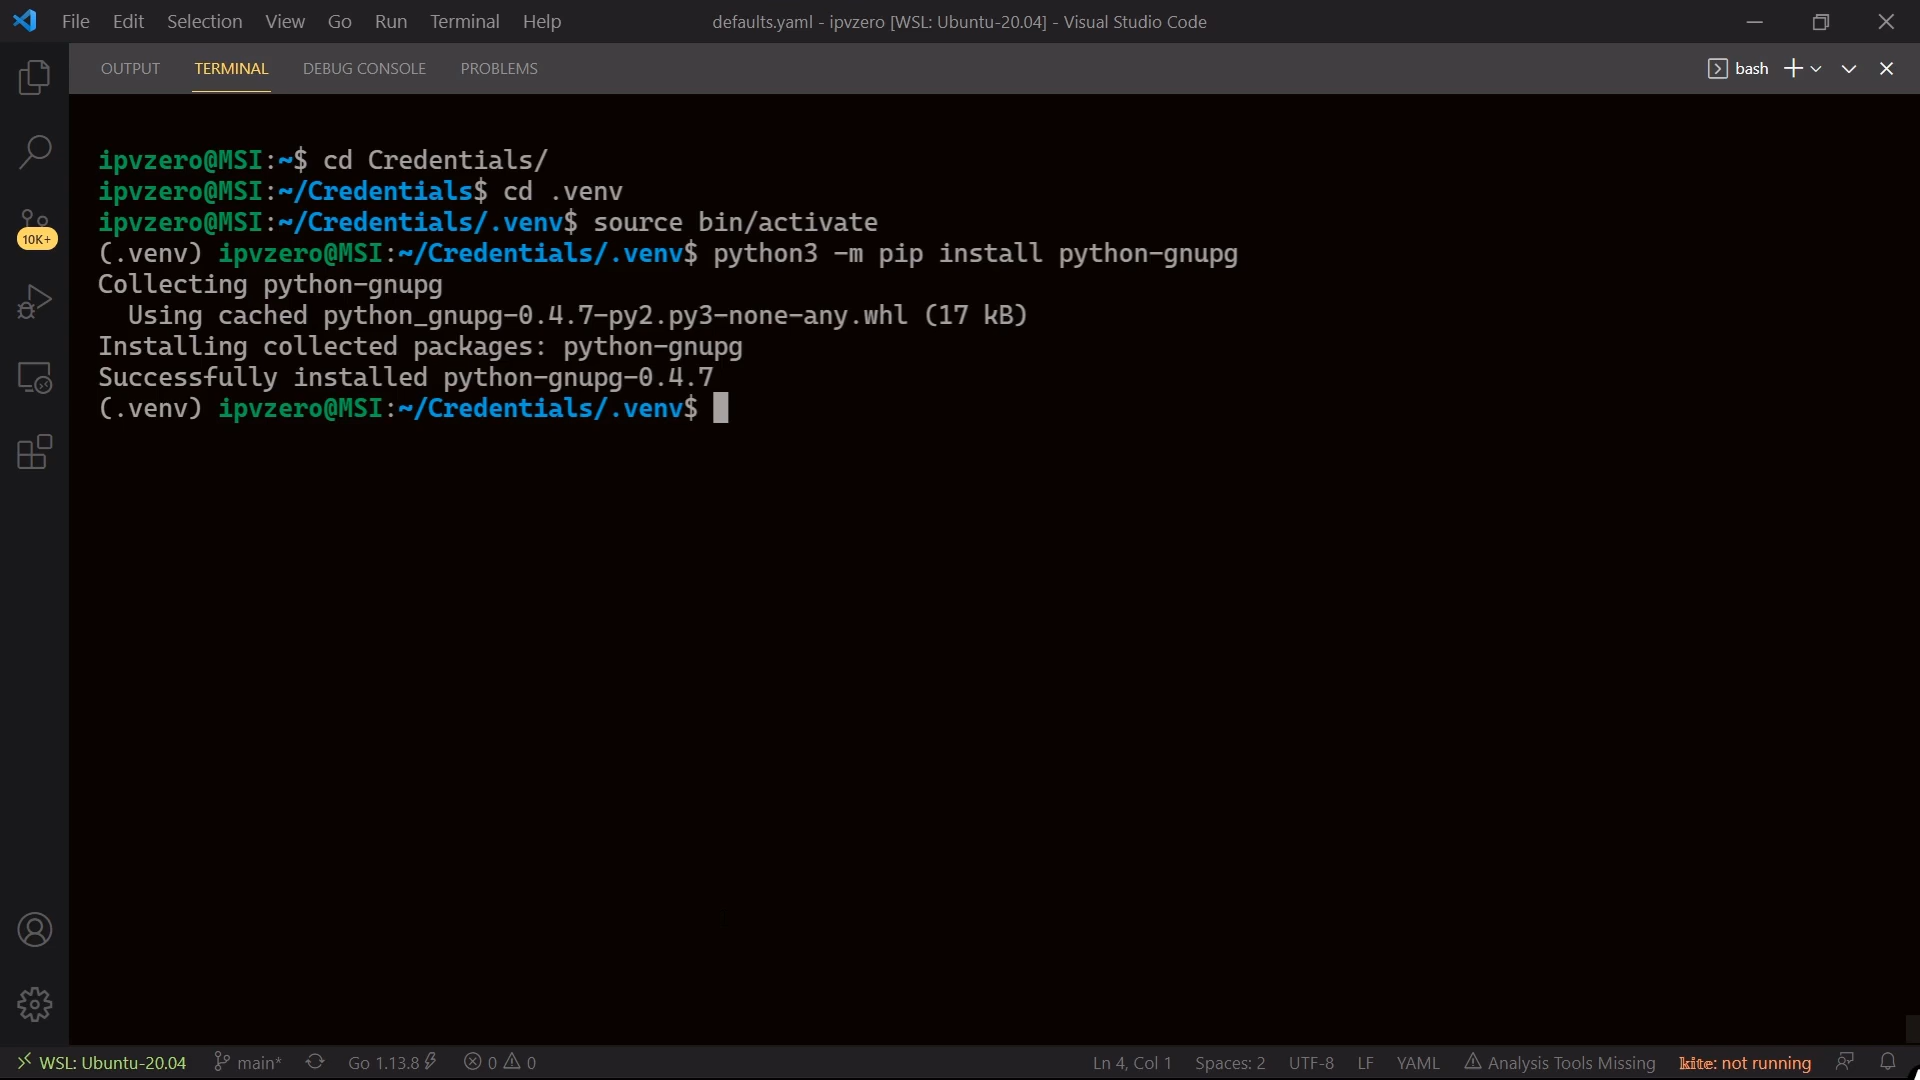 File Edit Selection View Go Run Terminal Help defaults.yaml - ipvzero [WSL: Ubuntu-20.04] - Visual Studio Code
OUTPUT TERMINAL DEBUG CONSOLE PROBLEMS bash
ipvzero@MSI:~$ cd Credentials/
ipvzero@MSI:~/Credentials$ cd .venv
ipvzero@MSI:~/Credentials/.venv$ source bin/activate
(.venv) ipvzero@MSI:~/Credentials/.venv$ python3 -m pip install python-gnupg
Collecting python-gnupg
  Using cached python_gnupg-0.4.7-py2.py3-none-any.whl (17 kB)
Installing collected packages: python-gnupg
Successfully installed python-gnupg-0.4.7
(.venv) ipvzero@MSI:~/Credentials/.venv$
10K+
WSL: Ubuntu-20.04 main* Go 1.13.8 0 0 Ln 4, Col 1 Spaces: 2 UTF-8 LF YAML Analysis Tools Missing kite: not running